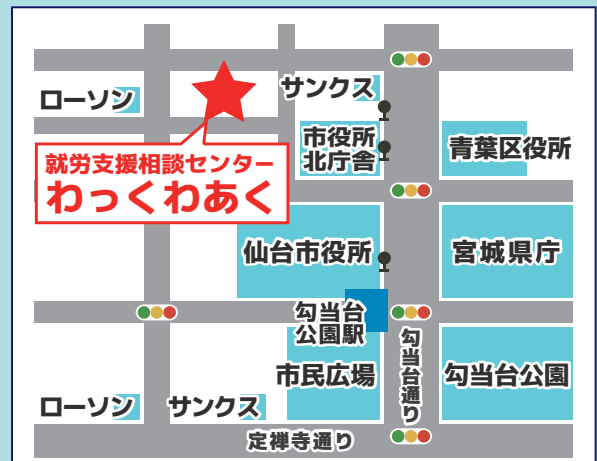 サンクス
ローソン
市役所
北庁舎
青葉区役所
就労支援相談センター
わっくわあく
仙台市役所
宮城県庁
勾当台
公園駅
勾当台通り
市民広場
勾当台公園
ローソン
サンクス
定禅寺通り